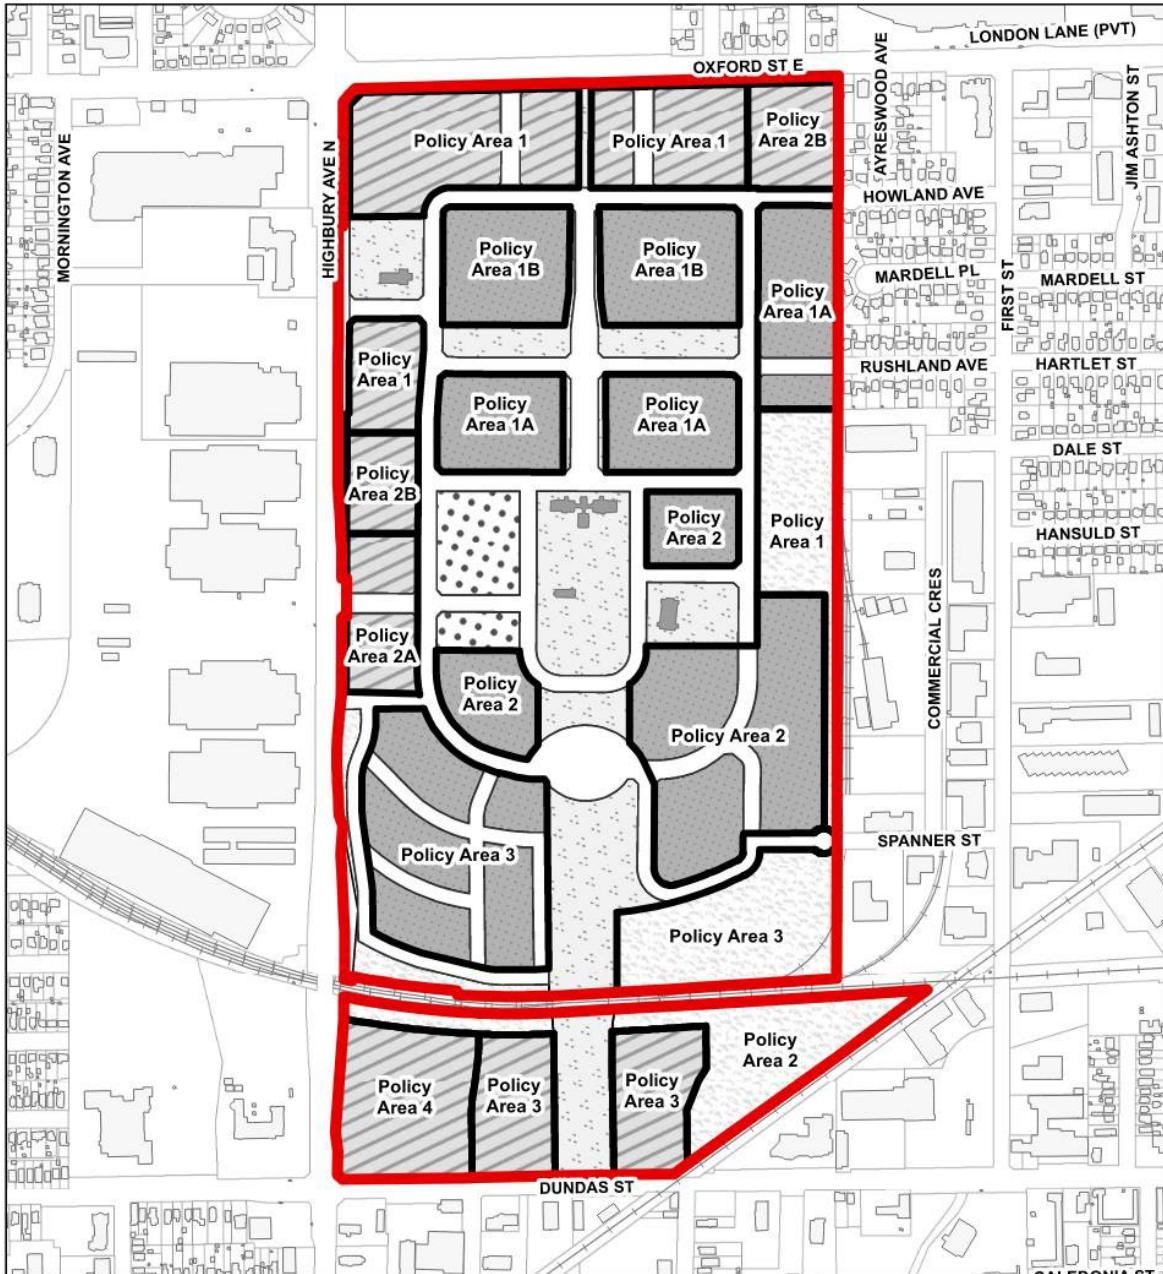 LONDON LANE (PVT)
OXFORD ST E
AYRESWOOD AVE
JIM ASHTON ST
MORNINGTON AVE
HIGHBURY AVE N
Policy Area 1
Policy Area 1
Policy
Area 2B
HOWLAND AVE
Policy
Area 1B
Policy
Area 1B
MARDELL PL
FIRST ST
MARDELL ST
Policy
Area 1A
Policy
Area 1
RUSHLAND AVE
HARTLET ST
Policy
Area 1A
Policy
Area 1A
DALE ST
Policy
Area 2B
Policy
Area 2
Policy
Area 1
HANSULD ST
COMMERCIAL CRES
Policy
Area 2A
Policy
Area 2
Policy Area 2
SPANNER ST
Policy Area 3
Policy Area 3
Policy
Area 2
Policy
Area 4
Policy
Area 3
Policy
Area 3
DUNDAS ST
CALEDONIA ST